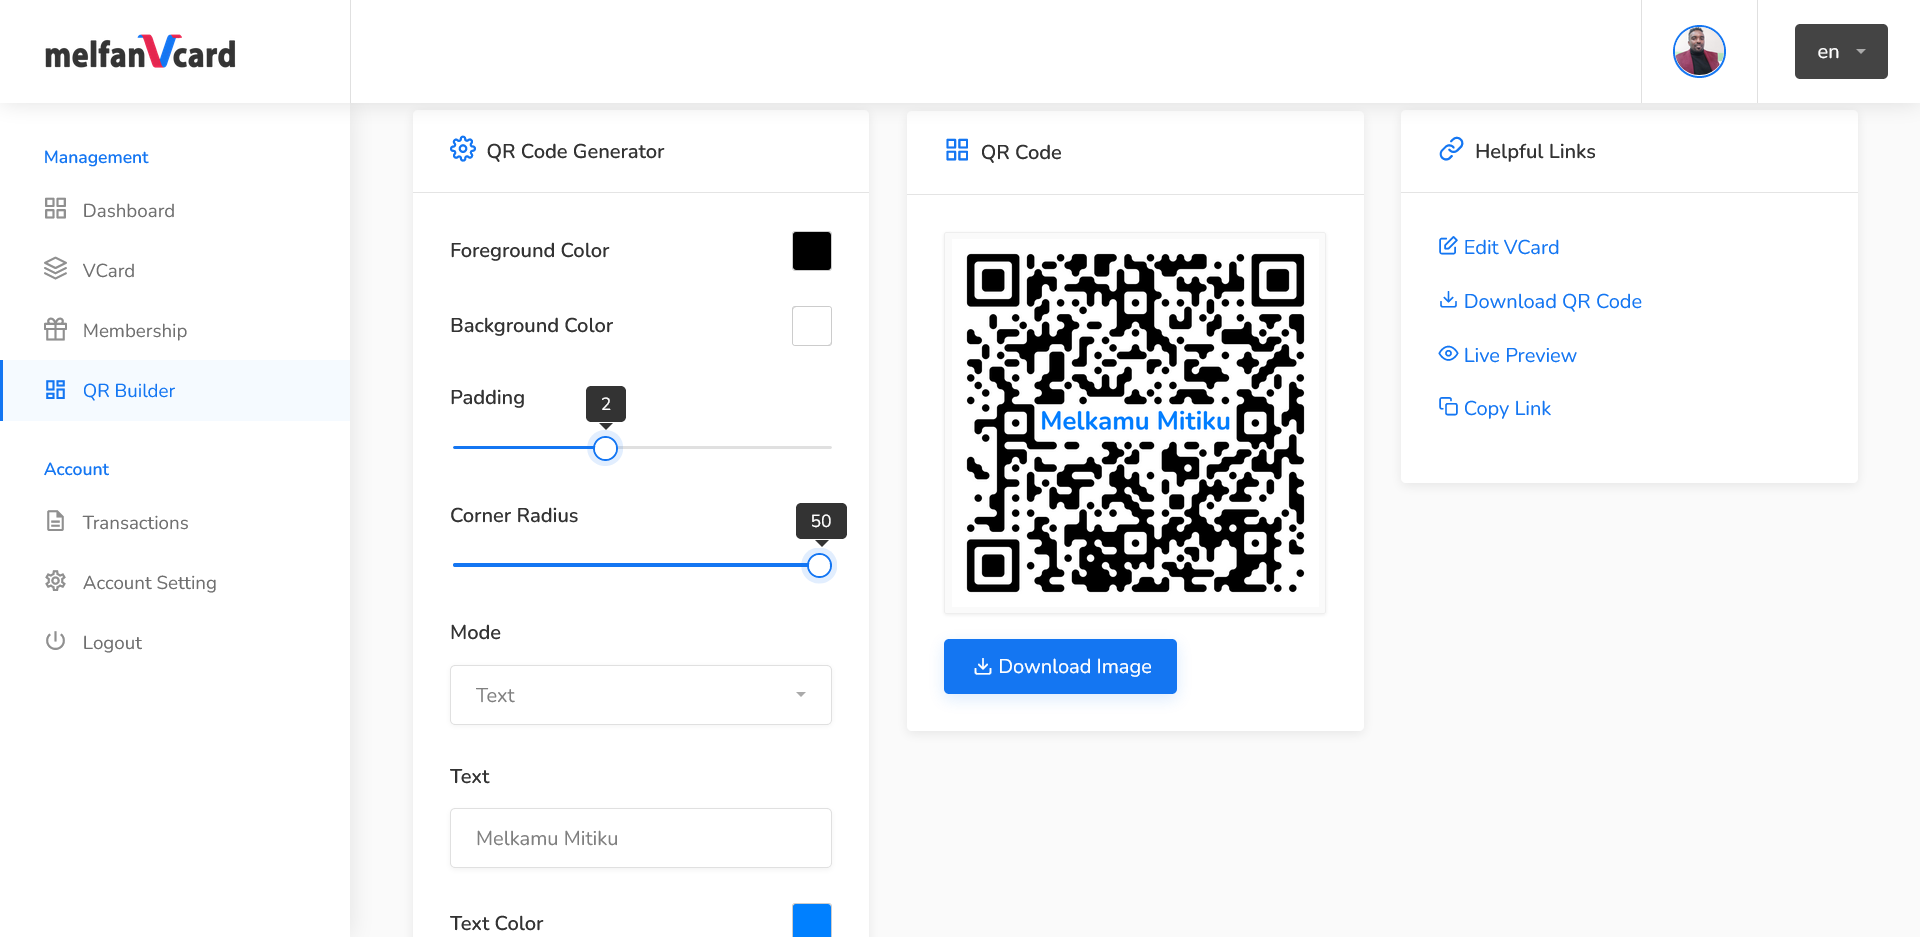 melfanVcard
en
Management
Dashboard
VCard
Membership
QR Builder
Account
Transactions
Account Setting
Logout
QR Code Generator
Foreground Color
Background Color
Padding
2
Corner Radius
50
Mode
Text
Text
Melkamu Mitiku
Text Color
QR Code
Melkamu Mitiku
Download Image
Helpful Links
Edit VCard
Download QR Code
Live Preview
Copy Link